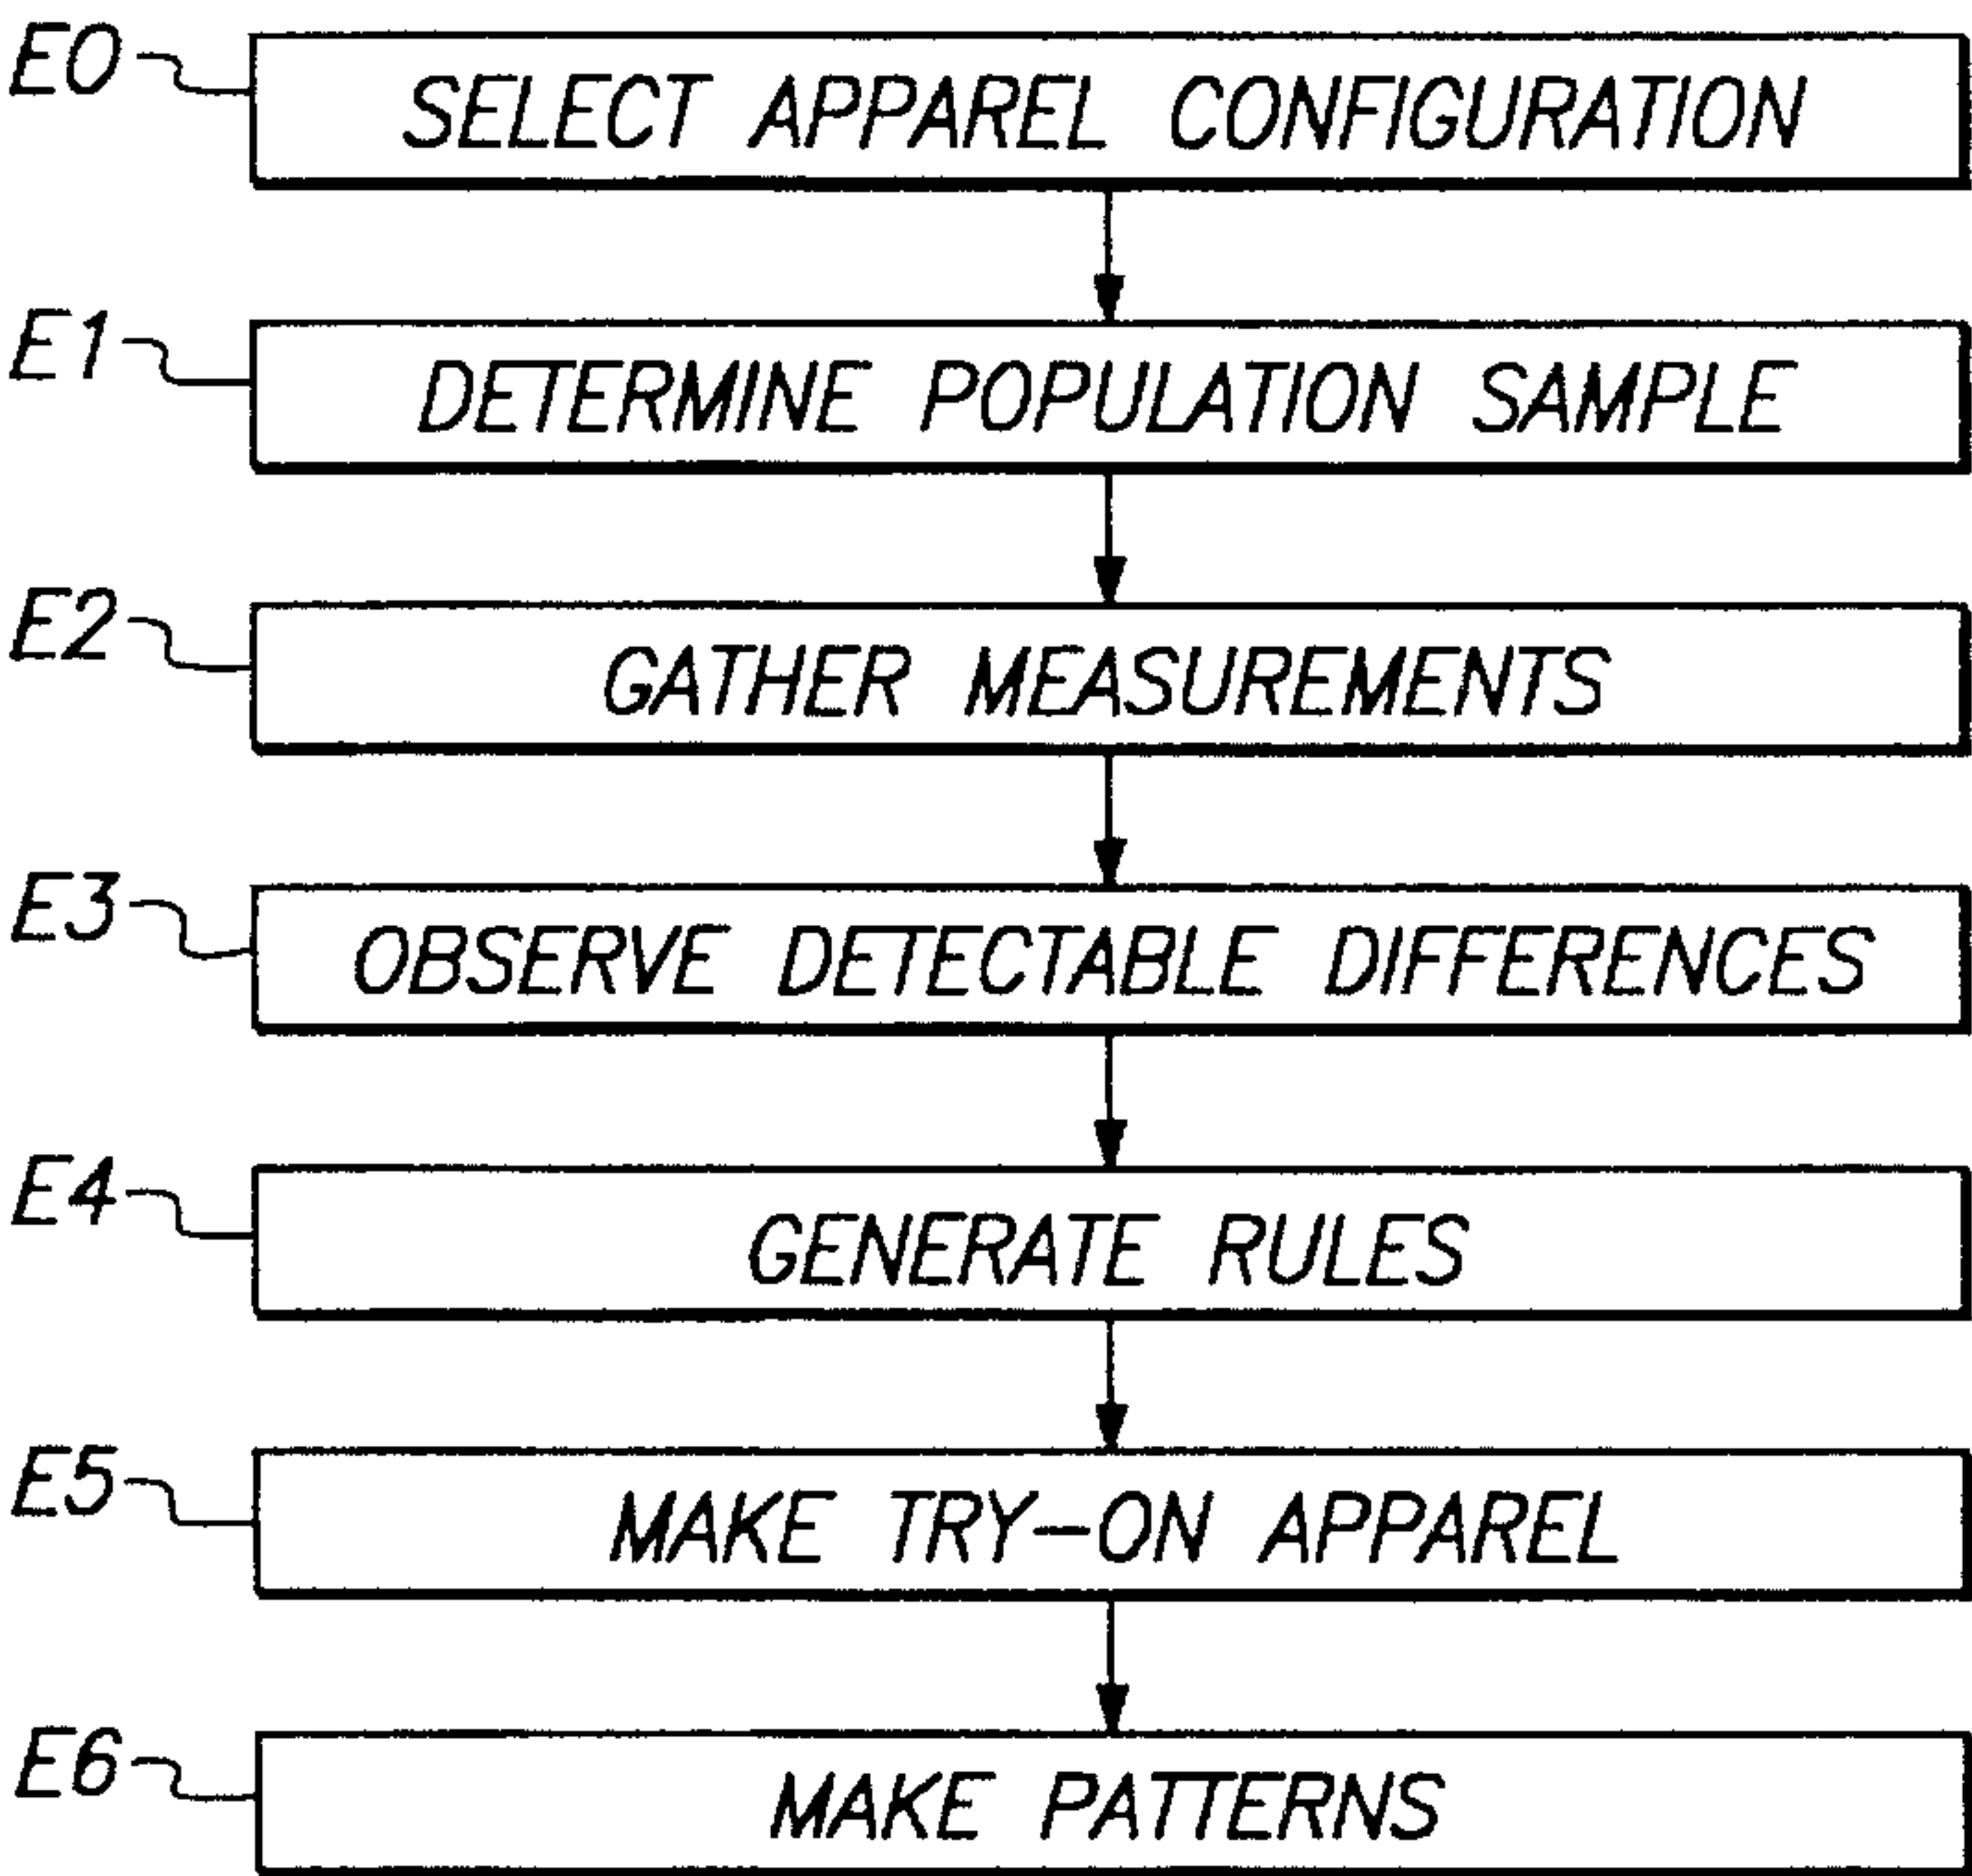 E0 SELECT APPAREL CONFIGURATION
E1 DETERMINE POPULATION SAMPLE
E2 GATHER MEASUREMENTS
E3 OBSERVE DETECTABLE DIFFERENCES
E4 GENERATE RULES
E5 MAKE TRY-ON APPAREL
E6 MAKE PATTERNS